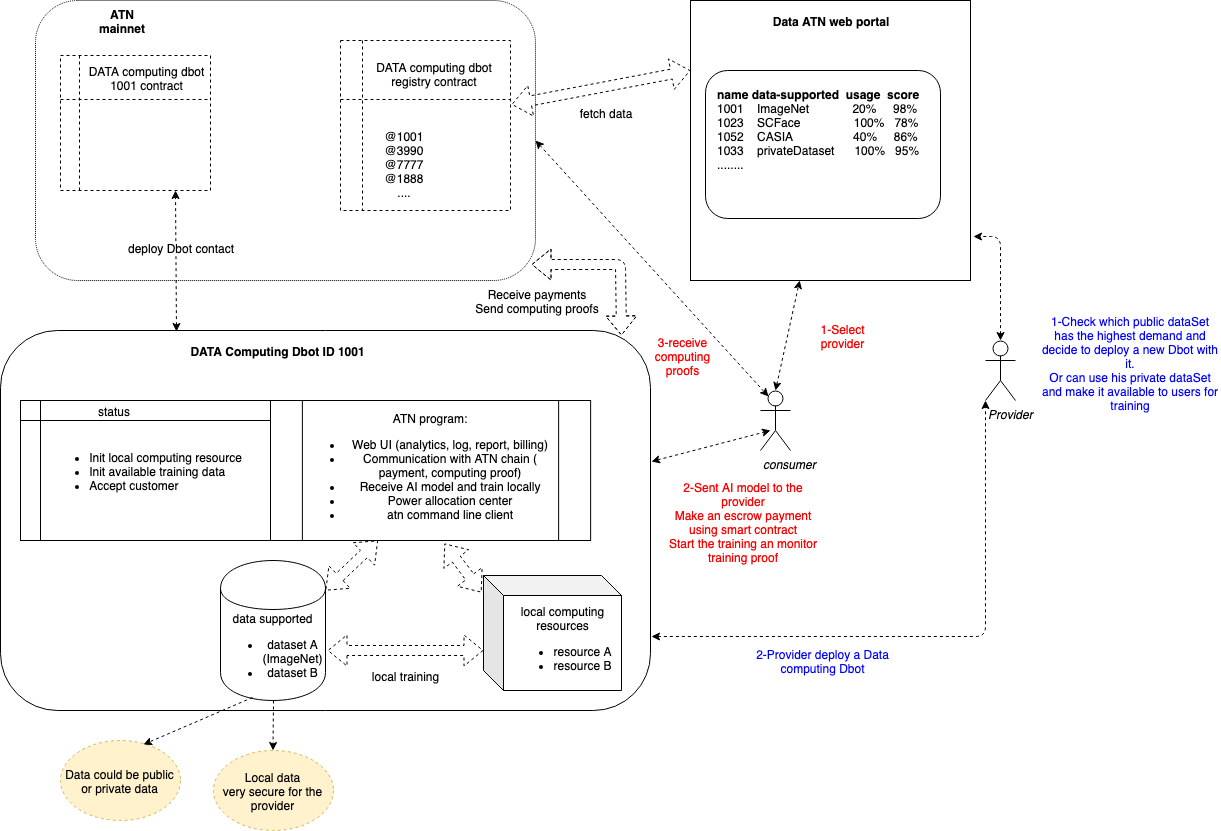 ATN
mainnet
DATA computing dbot
1001 contract
DATA computing dbot
registry contract
@1001
@3990
@7777
@1888
....
fetch data
Data ATN web portal
name data-supported usage score
1001 ImageNet 20% 98%
1023 SCFace 100% 78%
1052 CASIA 40% 86%
1033 privateDataset 100% 95%
........
deploy Dbot contact
Receive payments
Send computing proofs
3-receive
computing
proofs
1-Select
provider
1-Check which public dataSet
has the highest demand and
decide to deploy a new Dbot with
it.
Or can use his private dataSet
and make it available to users for
training
Provider
consumer
DATA Computing Dbot ID 1001
status
• Init local computing resource
• Init available training data
• Accept customer
ATN program:
• Web UI (analytics, log, report, billing)
• Communication with ATN chain (
payment, computing proof)
• Receive AI model and train locally
• Power allocation center
• atn command line client
2-Sent AI model to the
provider
Make an escrow payment
using smart contract
Start the training an monitor
training proof
data supported
• dataset A
(ImageNet)
• dataset B
local training
local computing
resources
• resource A
• resource B
2-Provider deploy a Data
computing Dbot
Data could be public
or private data
Local data
very secure for the
provider